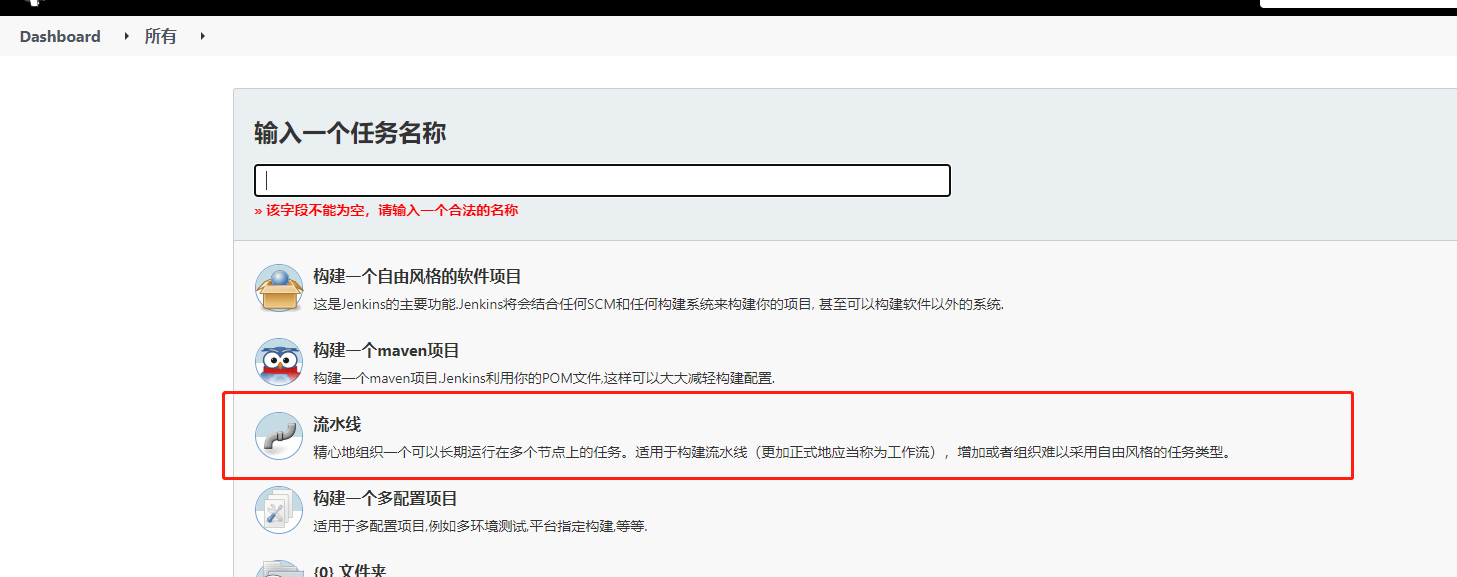 Dashboard 所有
输入一个任务名称
» 该字段不能为空，请输入一个合法的名称
构建一个自由风格的软件项目
这是Jenkins的主要功能.Jenkins将会结合任何SCM和任何构建系统来构建你的项目, 甚至可以构建软件以外的系统.
构建一个maven项目
构建一个maven项目.Jenkins利用你的POM文件,这样可以大大减轻构建配置.
流水线
精心地组织一个可以长期运行在多个节点上的任务。适用于构建流水线（更加正式地应当称为工作流），增加或者组织难以采用自由风格的任务类型。
构建一个多配置项目
适用于多配置项目,例如多环境测试,平台指定构建,等等.
{0} 文件夹